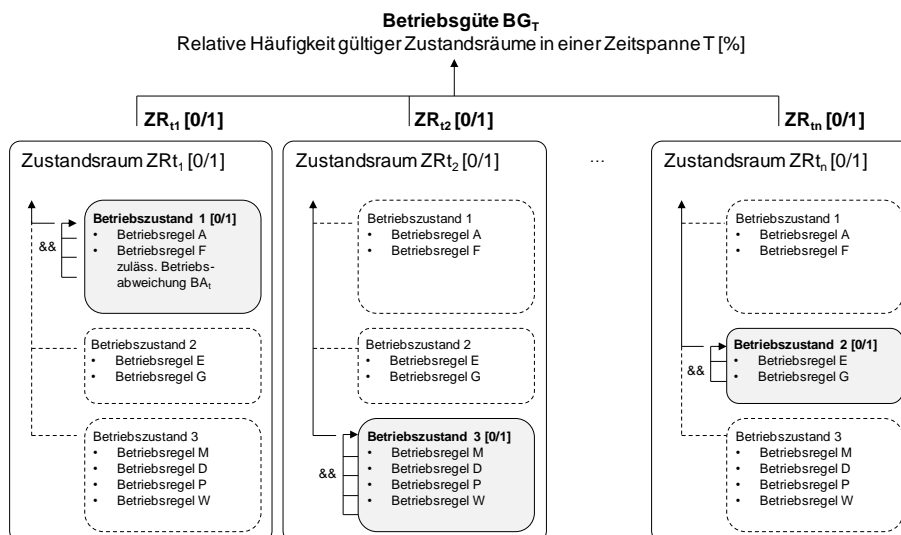 Betriebsgüte BG_T
Relative Häufigkeit gültiger Zustandsräume in einer Zeitspanne T [%]
ZR_t1 [0/1]
ZR_t2 [0/1]
ZR_tn [0/1]
Zustandsraum ZRt_1 [0/1]
&&
Betriebszustand 1 [0/1]
• Betriebsregel A
• Betriebsregel F
zuläss. Betriebs-
abweichung BA_t
Betriebszustand 2
• Betriebsregel E
• Betriebsregel G
Betriebszustand 3
• Betriebsregel M
• Betriebsregel D
• Betriebsregel P
• Betriebsregel W
Zustandsraum ZRt_2 [0/1]
Betriebszustand 1
• Betriebsregel A
• Betriebsregel F
Betriebszustand 2
• Betriebsregel E
• Betriebsregel G
&&
Betriebszustand 3 [0/1]
• Betriebsregel M
• Betriebsregel D
• Betriebsregel P
• Betriebsregel W
...
Zustandsraum ZRt_n [0/1]
Betriebszustand 1
• Betriebsregel A
• Betriebsregel F
&&
Betriebszustand 2 [0/1]
• Betriebsregel E
• Betriebsregel G
Betriebszustand 3
• Betriebsregel M
• Betriebsregel D
• Betriebsregel P
• Betriebsregel W